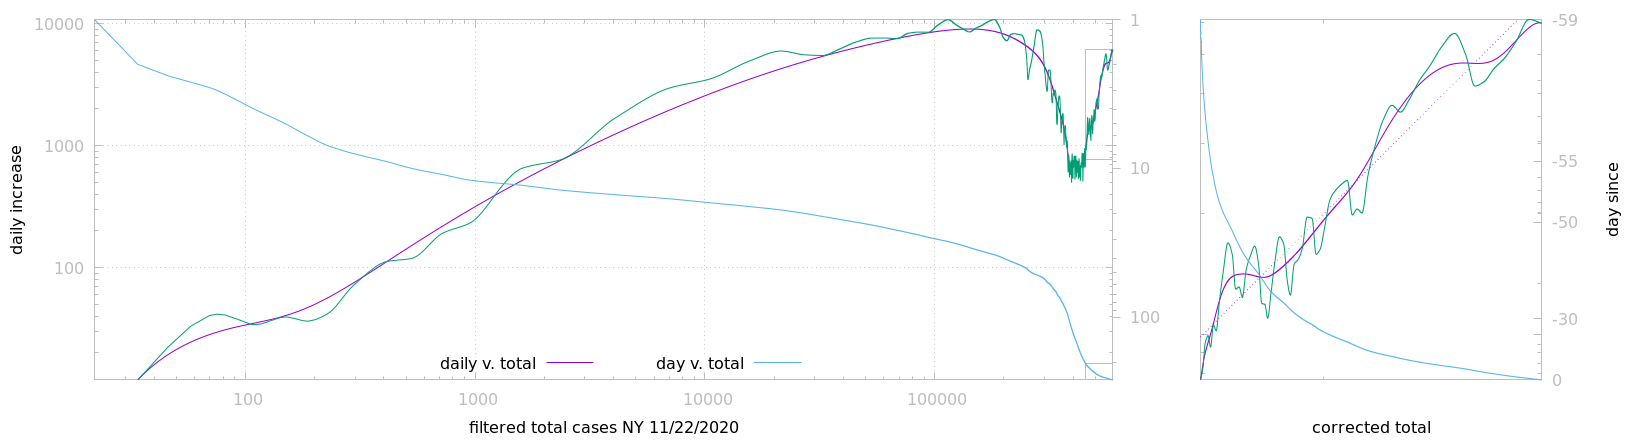 10000
1000
100
daily increase
daily v. total
day v. total
100
1000
10000
100000
filtered total cases NY 11/22/2020
1
10
100
-59
-55
-50
-30
0
day since
corrected total